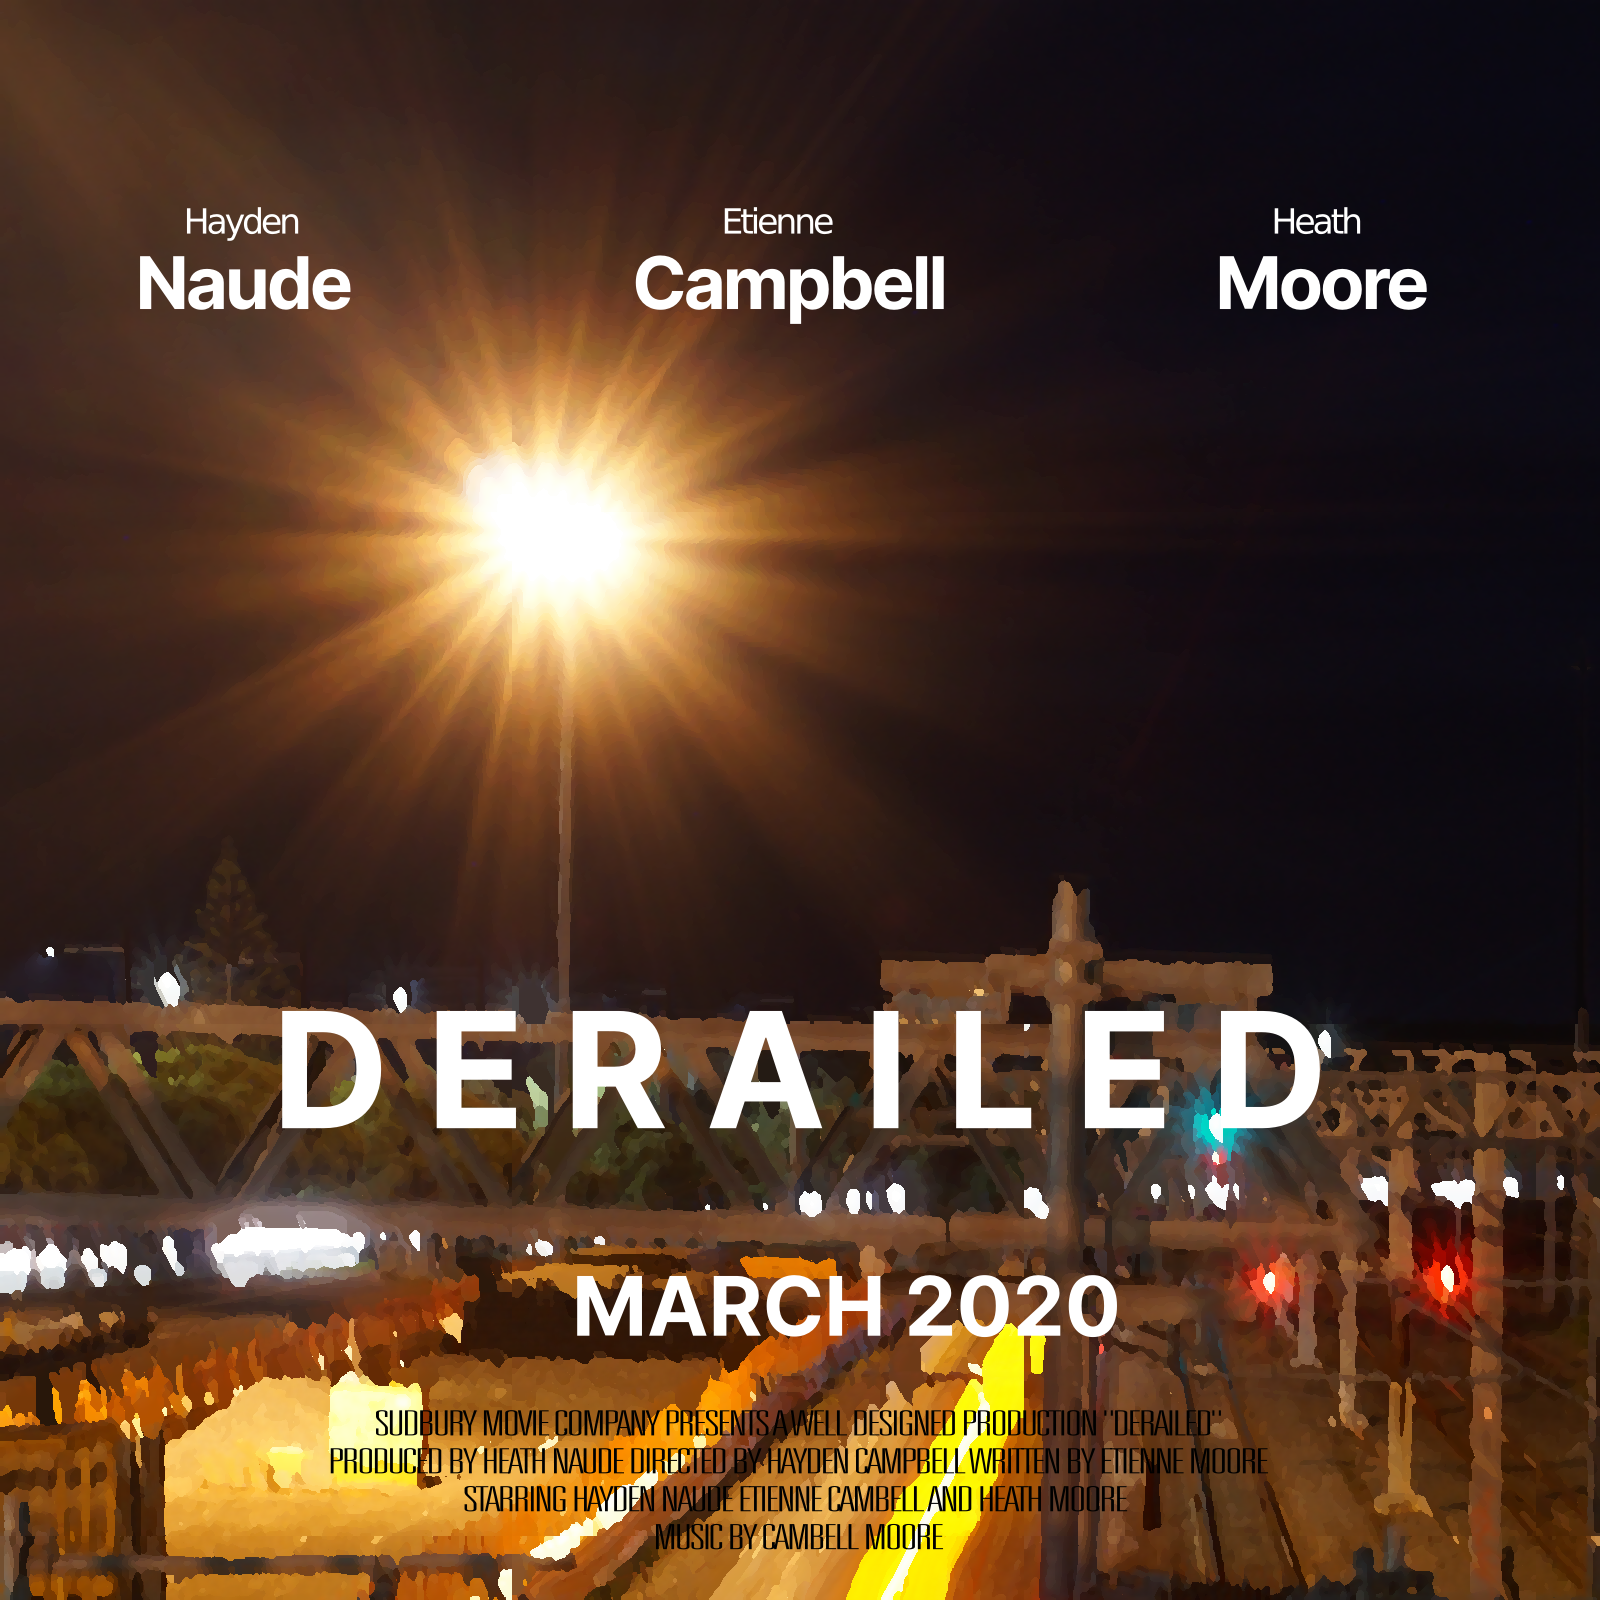 Hayden Etienne Heath
Naude Campbell Moore
DERAILED
MARCH 2020
SUDBURY MOVIE COMPANY PRESENTS A WELL DESIGNED PRODUCTION "DERAILED"
PRODUCED BY HEATH NAUDE DIRECTED BY HAYDEN CAMPBELL WRITTEN BY ETIENNE MOORE
STARRING HAYDEN NAUDE ETIENNE CAMBELL AND HEATH MOORE
MUSIC BY CAMBELL MOORE